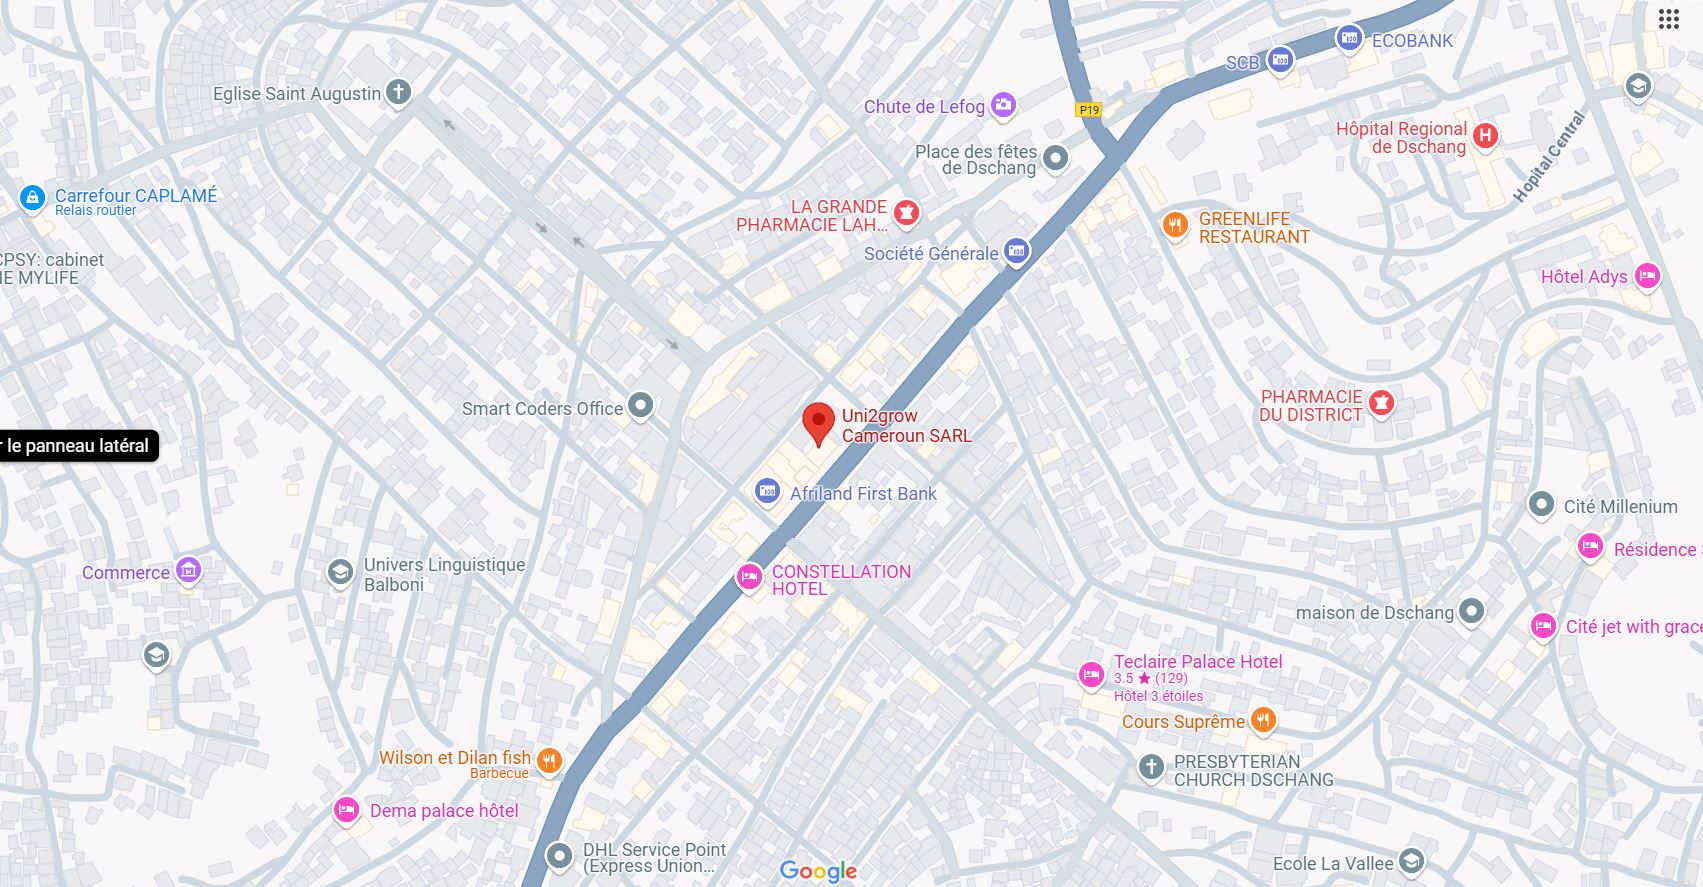 ECOBANK
SCB
Eglise Saint Augustin
Chute de Lefog
P19
Hôpital Regional
de Dschang
Hopital Central
Place des fêtes
de Dschang
Carrefour CAPLAMÉ
Relais routier
LA GRANDE
PHARMACIE LAH...
GREENLIFE
RESTAURANT
Société Générale
CPSY: cabinet
IE MYLIFE
Hôtel Adys
PHARMACIE
DU DISTRICT
Smart Coders Office
Uni2grow
Cameroun SARL
r le panneau latéral
Afriland First Bank
Cité Millenium
Résidence
Univers Linguistique
Balboni
Commerce
CONSTELLATION
HOTEL
maison de Dschang
Cité jet with grace
Teclaire Palace Hotel
3.5 ★ (129)
Hôtel 3 étoiles
Cours Suprême
Wilson et Dilan fish
Barbecue
PRESBYTERIAN
CHURCH DSCHANG
Dema palace hôtel
DHL Service Point
(Express Union...
Google
Ecole La Vallee